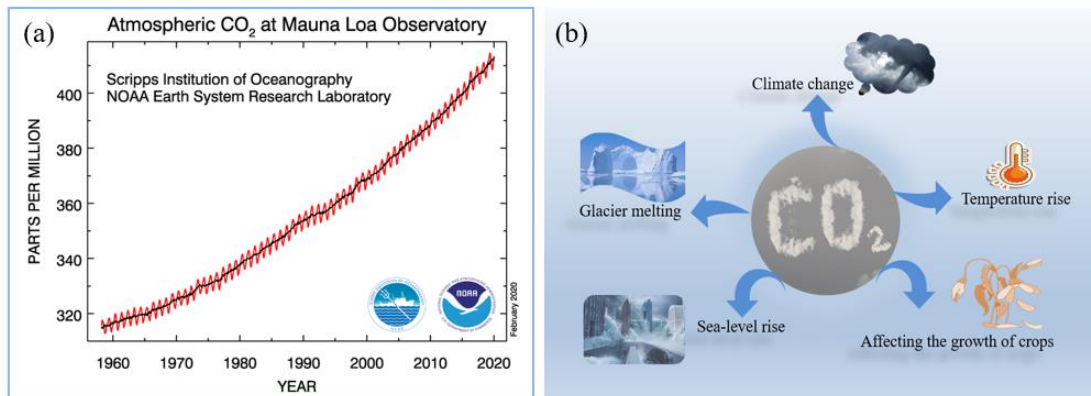 (a)
Atmospheric CO₂ at Mauna Loa Observatory
Scripps Institution of Oceanography
NOAA Earth System Research Laboratory
PARTS PER MILLION
400
380
360
340
320
1960 1970 1980 1990 2000 2010 2020
YEAR
NOAA
February 2020
(b)
Climate change
Glacier melting
Temperature rise
CO₂
Sea-level rise
Affecting the growth of crops